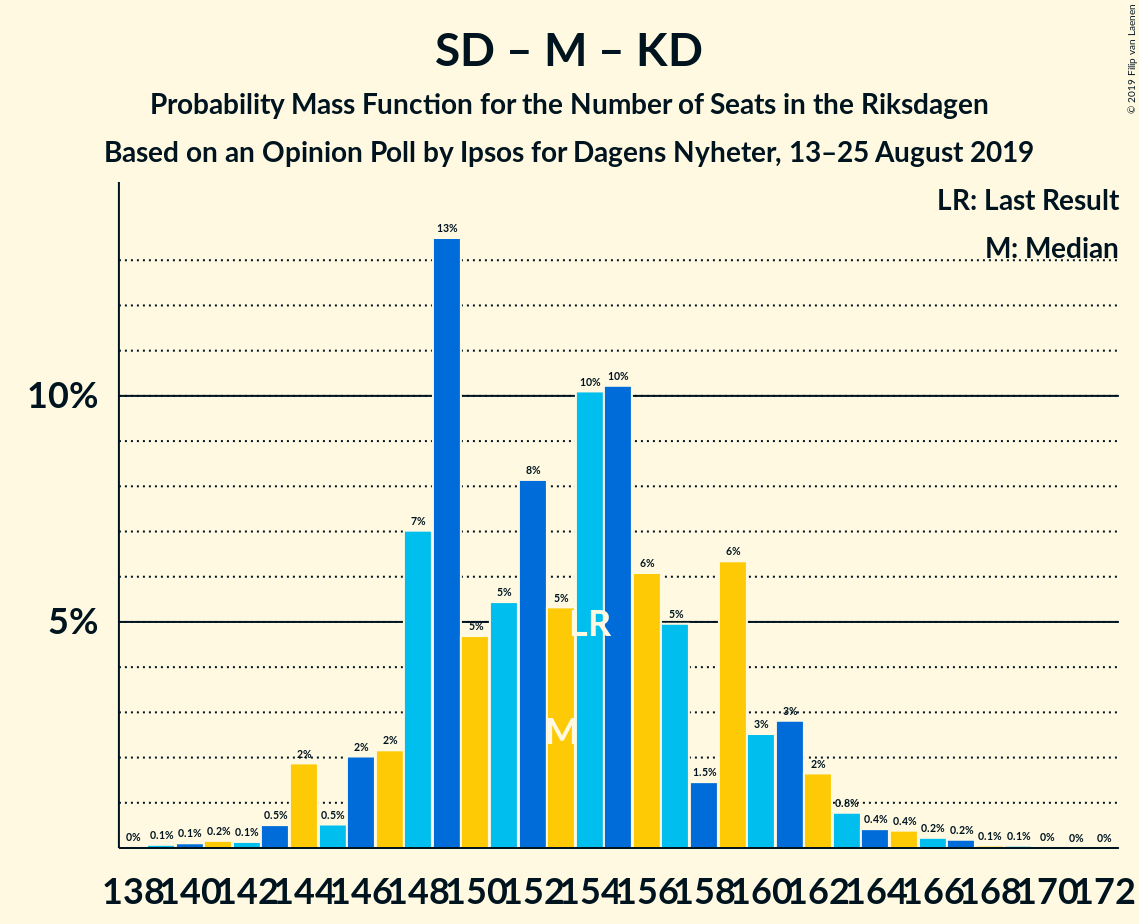 SD – M – KD
Probability Mass Function for the Number of Seats in the Riksdagen
Based on an Opinion Poll by Ipsos for Dagens Nyheter, 13–25 August 2019
© 2019 Filip van Laenen
LR: Last Result
M: Median
10%
5%
0% 0.1% 0.1% 0.2% 0.1% 0.5% 2% 0.5% 2% 2% 7% 13% 5% 5% 8% 5% 10% 10% 6% 5% 1.5% 6% 3% 3% 2% 0.8% 0.4% 0.4% 0.2% 0.2% 0.1% 0.1% 0% 0% 0%
LR
M
138 140 142 144 146 148 150 152 154 156 158 160 162 164 166 168 170 172